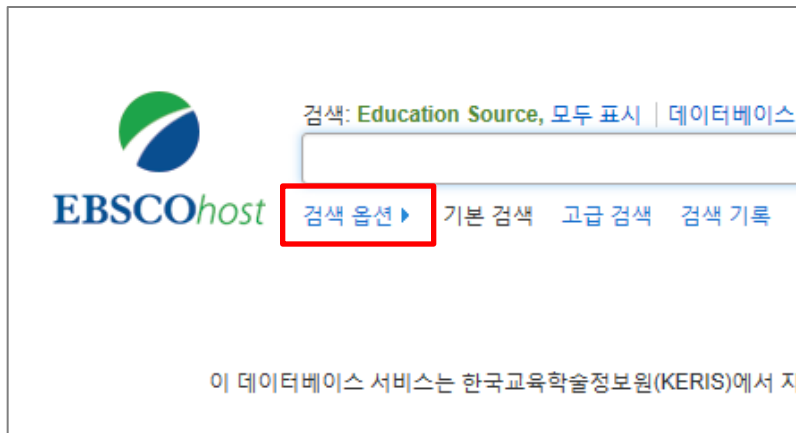 검색: Education Source, 모두 표시 | 데이터베이스
EBSCOhost
검색 옵션 기본 검색 고급 검색 검색 기록
이 데이터베이스 서비스는 한국교육학술정보원(KERIS)에서